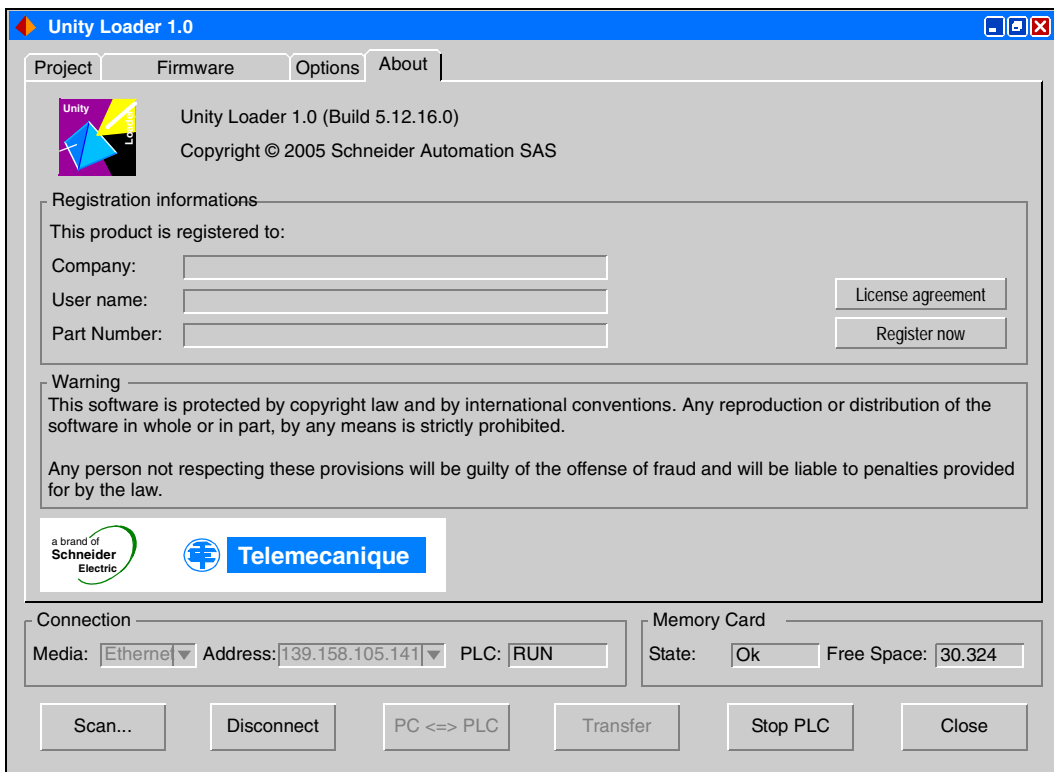 Unity Loader 1.0
Project Firmware Options About
Unity
Loader
Unity Loader 1.0 (Build 5.12.16.0)
Copyright © 2005 Schneider Automation SAS
Registration informations
This product is registered to:
Company:
User name:
Part Number:
License agreement
Register now
Warning
This software is protected by copyright law and by international conventions. Any reproduction or distribution of the
software in whole or in part, by any means is strictly prohibited.
Any person not respecting these provisions will be guilty of the offense of fraud and will be liable to penalties provided
for by the law.
a brand of
Schneider
Electric
Telemecanique
Connection
Media: Ethernet Address: 139.158.105.141 PLC: RUN
Memory Card
State: Ok Free Space: 30.324
Scan... Disconnect PC <=> PLC Transfer Stop PLC Close